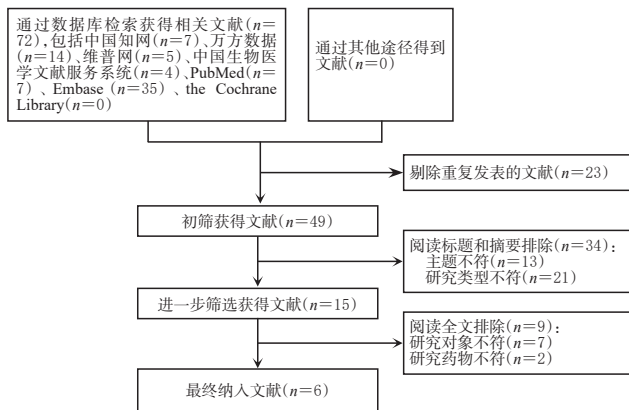 通过数据库检索获得相关文献(n=
72),包括中国知网(n=7)、万方数据
(n=14)、维普网(n=5)、中国生物医
学文献服务系统(n=4)、PubMed(n=
7)、Embase (n=35)、the Cochrane
Library(n=0)
通过其他途径得到
文献(n=0)
剔除重复发表的文献(n=23)
初筛获得文献(n=49)
阅读标题和摘要排除(n=34):
主题不符(n=13)
研究类型不符(n=21)
进一步筛选获得文献(n=15)
阅读全文排除(n=9):
研究对象不符(n=7)
研究药物不符(n=2)
最终纳入文献(n=6)